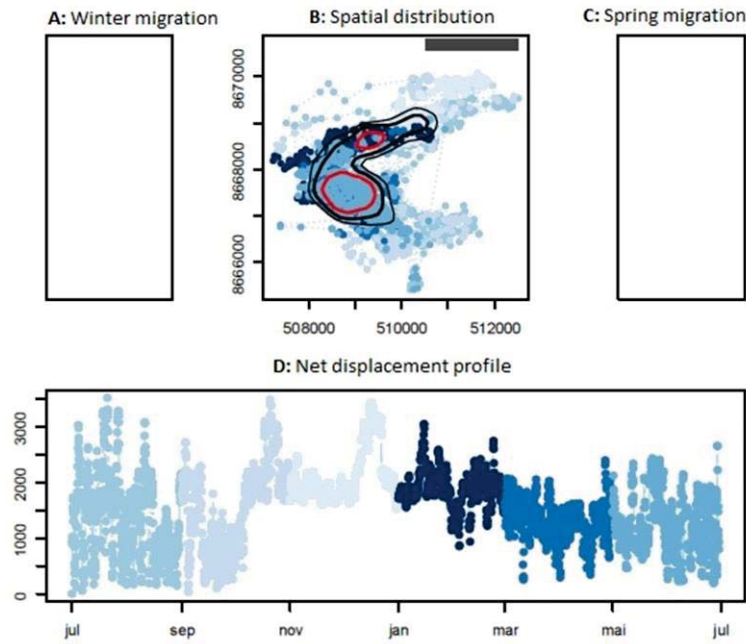 A: Winter migration
B: Spatial distribution
C: Spring migration
8670000
8668000
8666000
508000 510000 512000
D: Net displacement profile
3000
2000
1000
0
jul sep nov jan mar mai jul